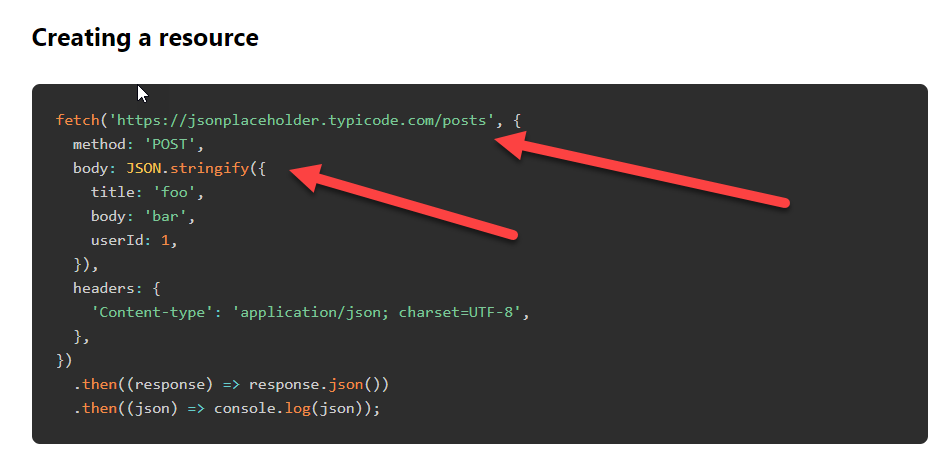 Creating a resource
fetch('https://jsonplaceholder.typicode.com/posts', {
  method: 'POST',
  body: JSON.stringify({
    title: 'foo',
    body: 'bar',
    userId: 1,
  }),
  headers: {
    'Content-type': 'application/json; charset=UTF-8',
  },
})
  .then((response) => response.json())
  .then((json) => console.log(json));